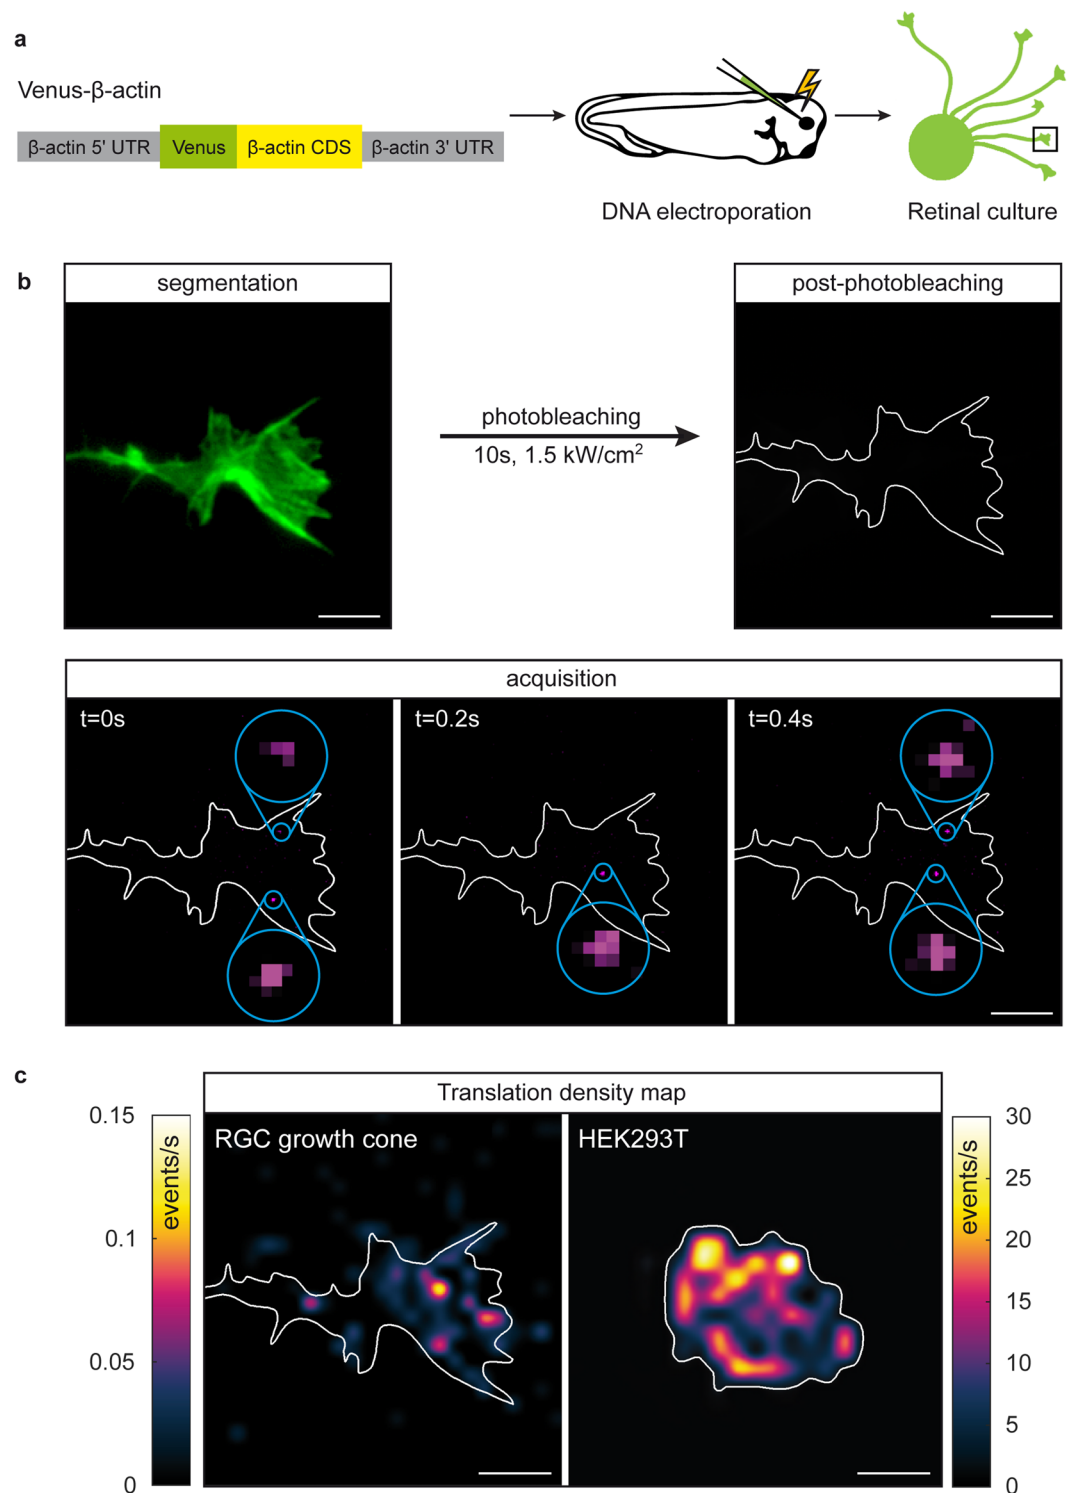 a
Venus-β-actin
β-actin 5' UTR Venus β-actin CDS β-actin 3' UTR
DNA electroporation
Retinal culture
b
segmentation
photobleaching
10s, 1.5 kW/cm²
post-photobleaching
acquisition
t=0s
t=0.2s
t=0.4s
c
Translation density map
0.15
0.1
0.05
0
events/s
RGC growth cone
HEK293T
events/s
30
25
20
15
10
5
0